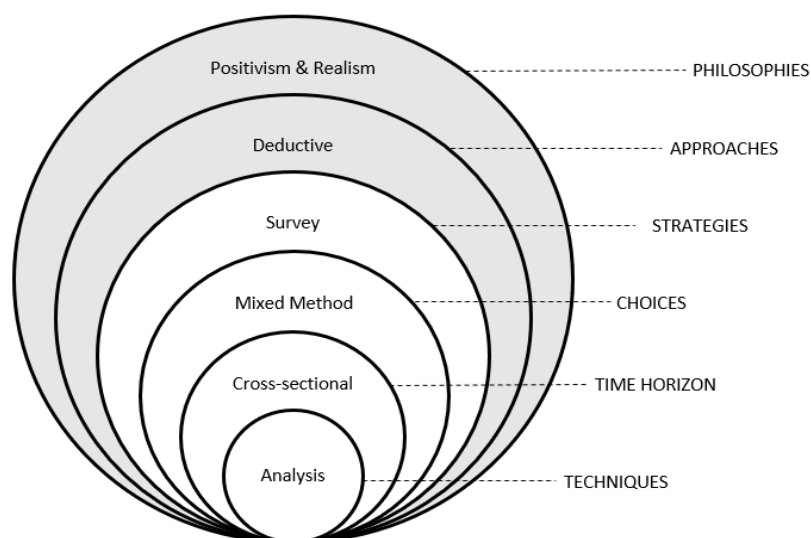 Positivism & Realism
PHILOSOPHIES
Deductive
APPROACHES
Survey
STRATEGIES
Mixed Method
CHOICES
Cross-sectional
TIME HORIZON
Analysis
TECHNIQUES